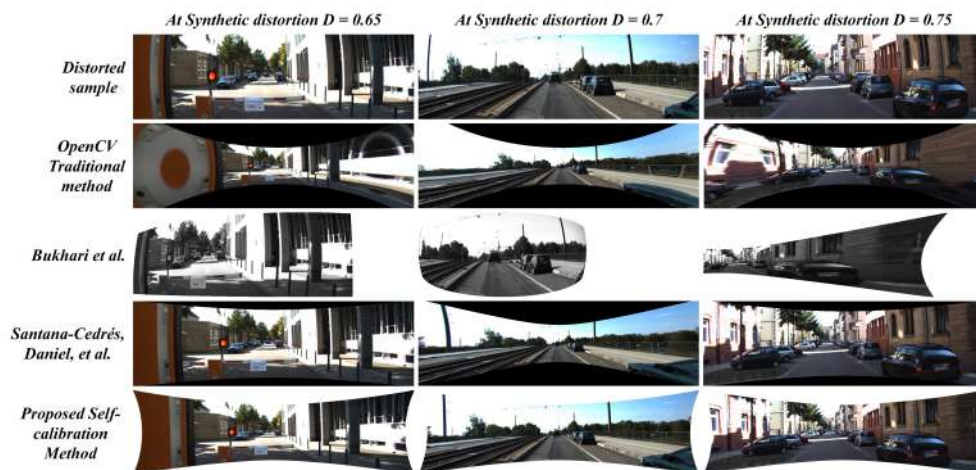 At Synthetic distortion D = 0.65
At Synthetic distortion D = 0.7
At Synthetic distortion D = 0.75
Distorted
sample
OpenCV
Traditional
method
Bukhari et al.
Santana-Cedrés,
Daniel, et al.
Proposed Self-
calibration
Method